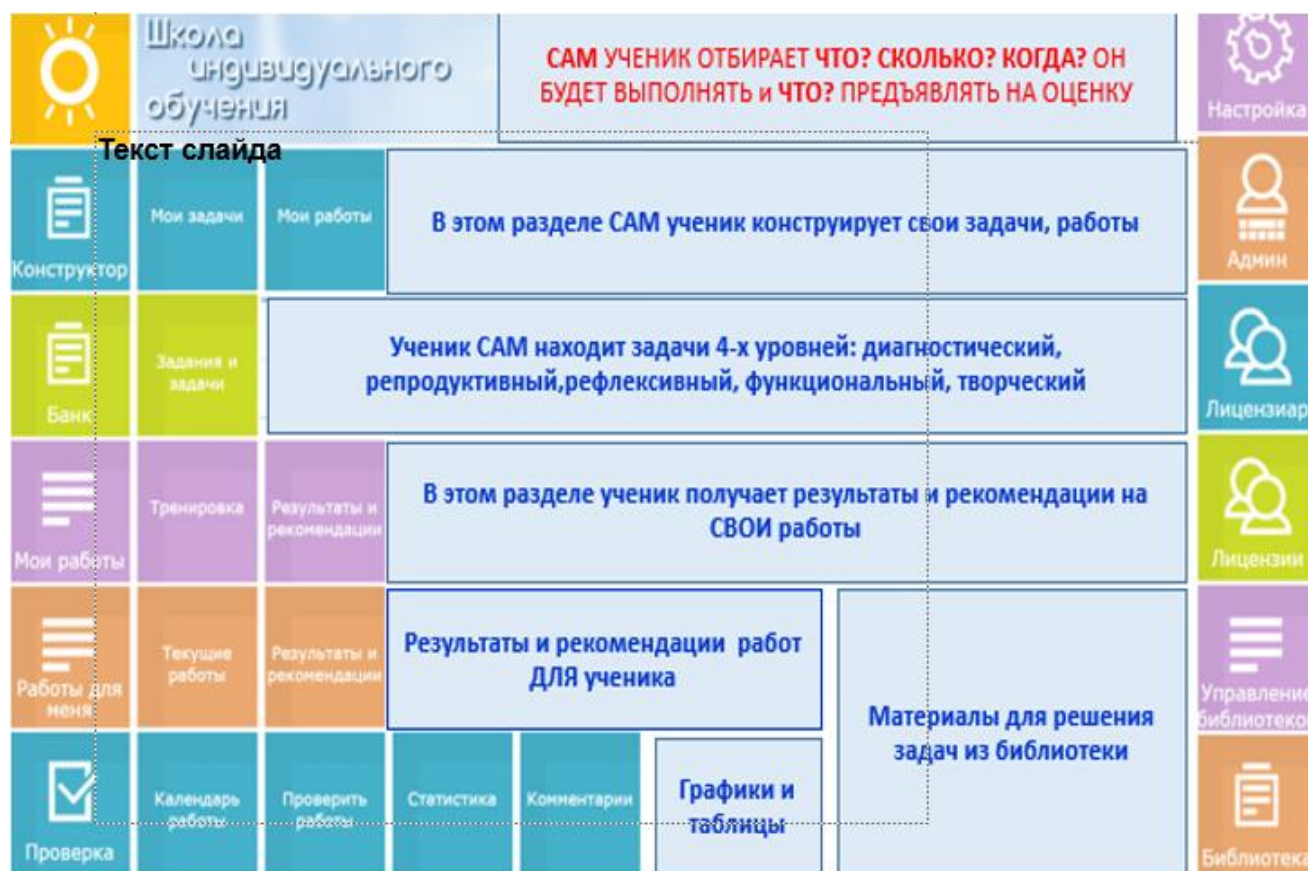 Школа
индивидуального
обучения
САМ УЧЕНИК ОТБИРАЕТ ЧТО? СКОЛЬКО? КОГДА? ОН
БУДЕТ ВЫПОЛНЯТЬ и ЧТО? ПРЕДЪЯВЛЯТЬ НА ОЦЕНКУ
Настройка
Текст слайда
Конструктор
Мои задачи
Мои работы
В этом разделе САМ ученик конструирует свои задачи, работы
Админ
Банк
Задания и
задачи
Ученик САМ находит задачи 4-х уровней: диагностический,
репродуктивный,рефлексивный, функциональный, творческий
Лицензиар
Мои работы
Тренировка
Результаты и
рекомендации
В этом разделе ученик получает результаты и рекомендации на
СВОИ работы
Лицензии
Работы для
меня
Текущие
работы
Результаты и
рекомендации
Результаты и рекомендации работ
ДЛЯ ученика
Материалы для решения
задач из библиотеки
Управление
библиотекой
Проверка
Календарь
работы
Проверить
работы
Статистика
Комментарии
Графики и
таблицы
Библиотека